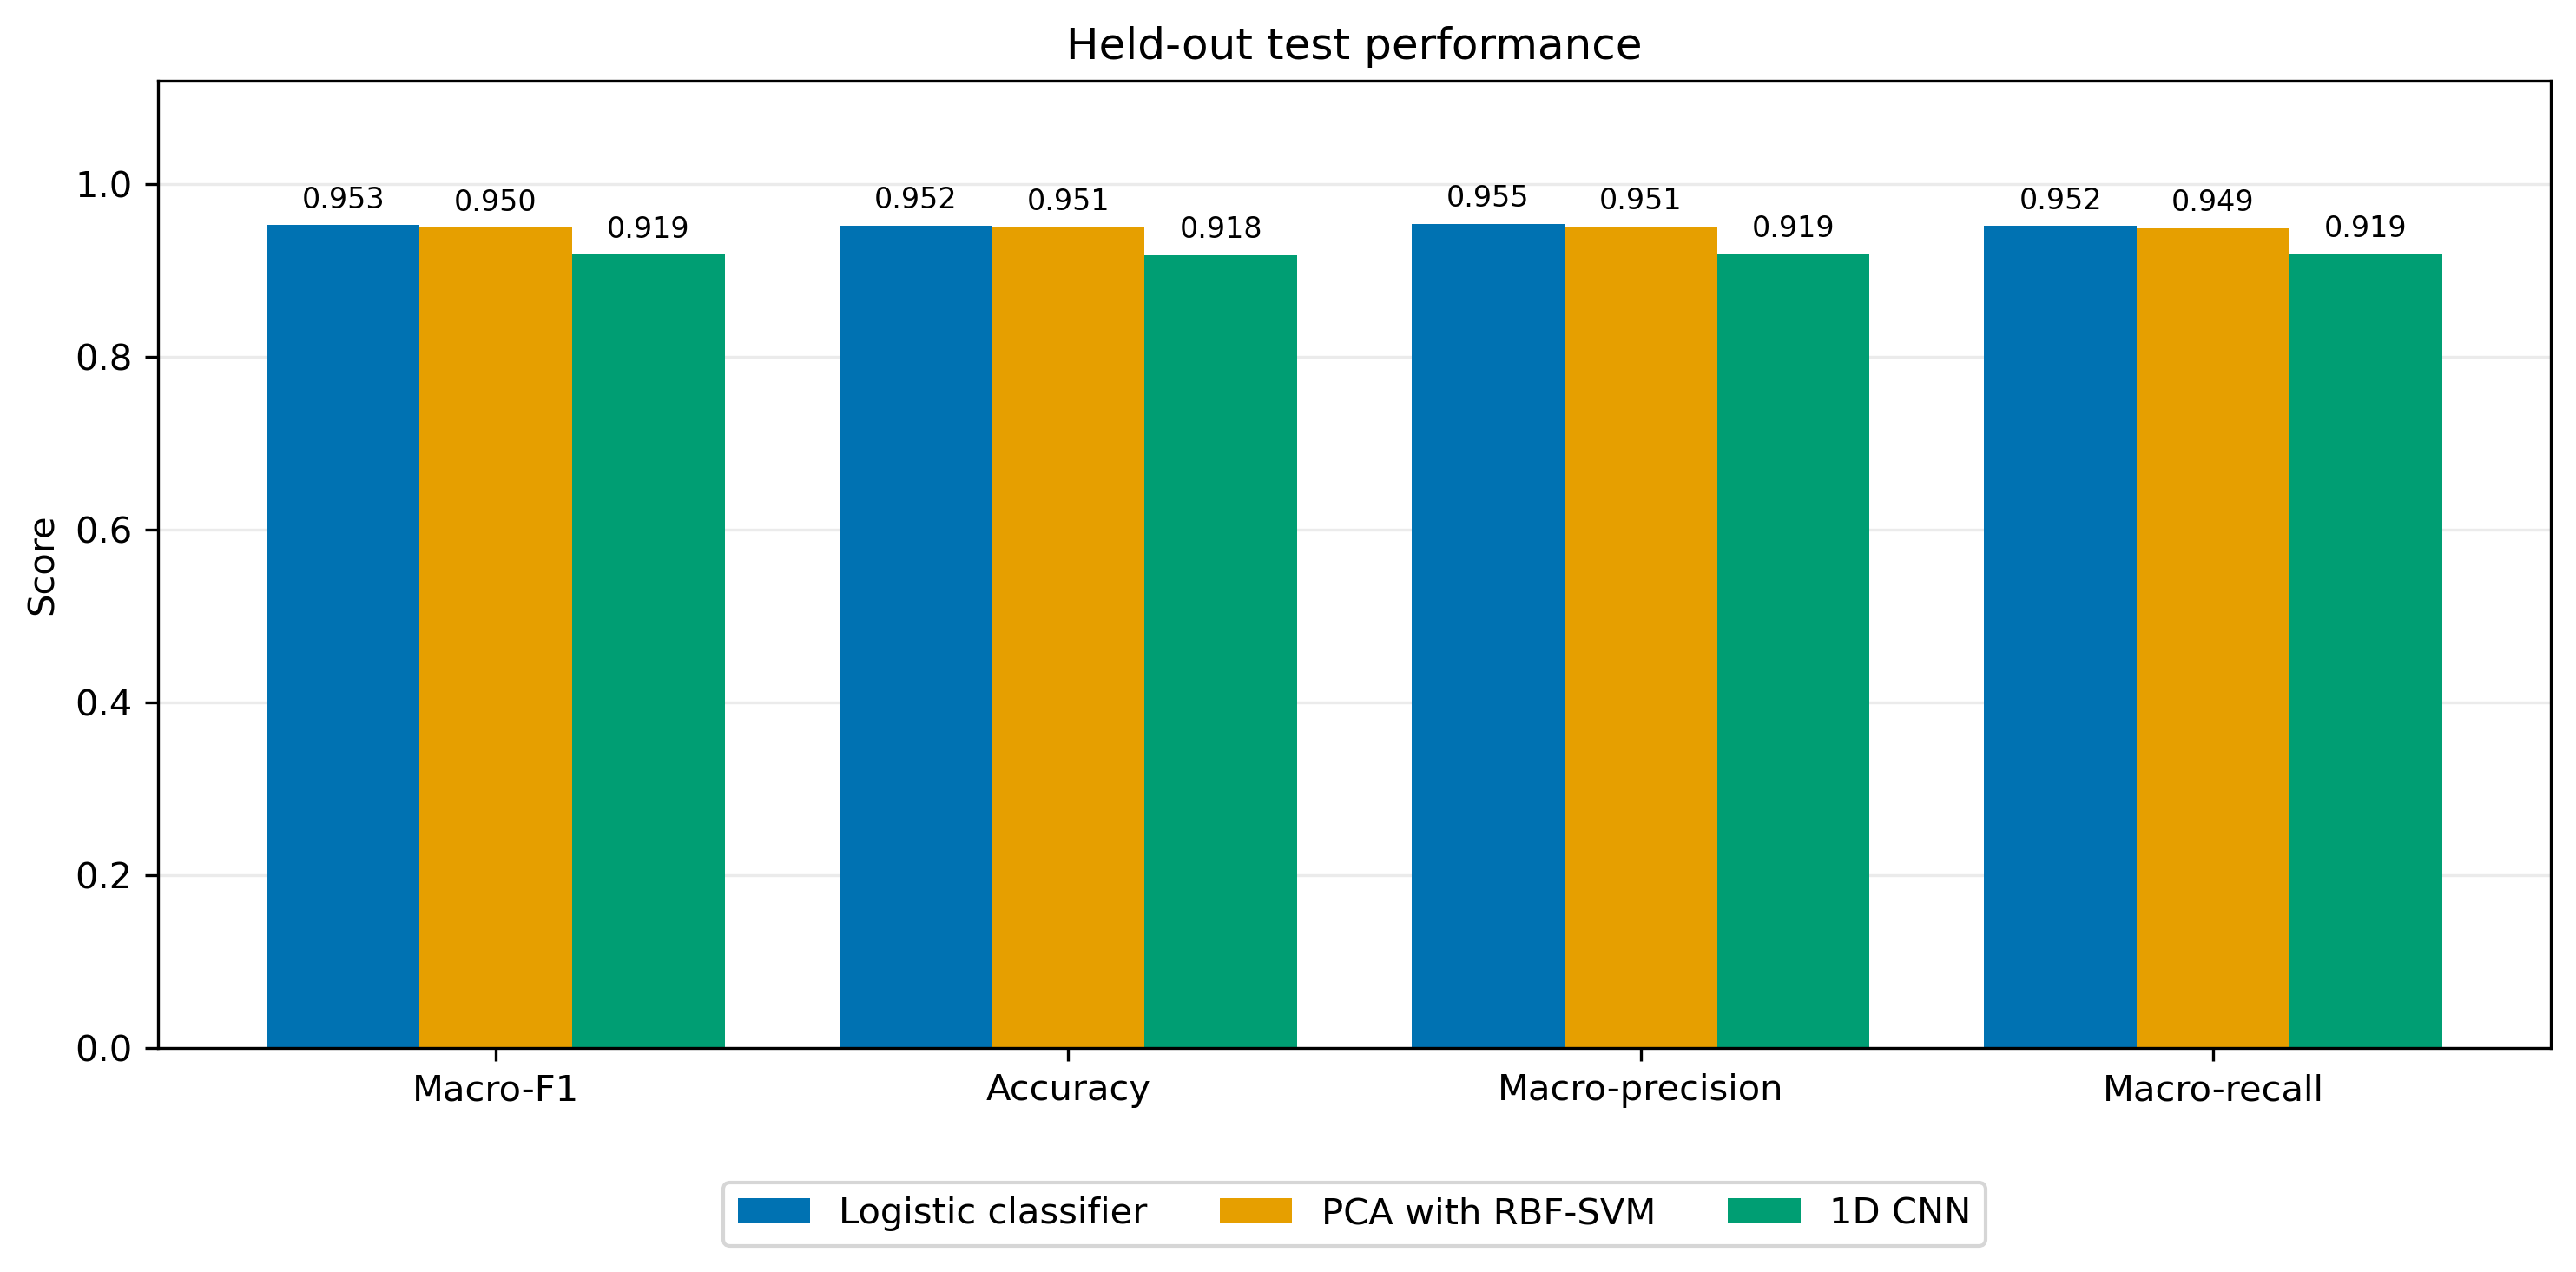 Held-out test performance
Score
1.0
0.8
0.6
0.4
0.2
0.0
0.953 0.950 0.919
0.952 0.951 0.918
0.955 0.951 0.919
0.952 0.949 0.919
Macro-F1 Accuracy Macro-precision Macro-recall
Logistic classifier PCA with RBF-SVM 1D CNN